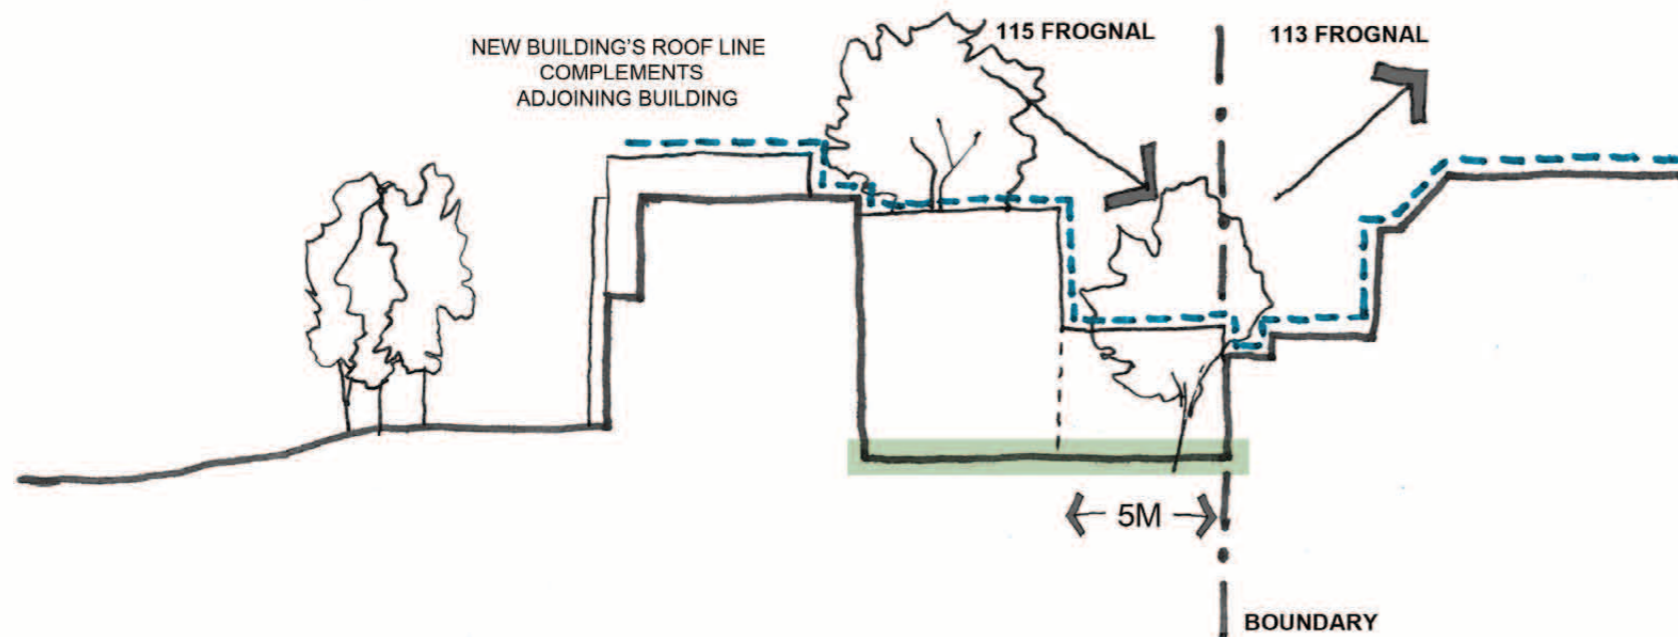 NEW BUILDING'S ROOF LINE
COMPLEMENTS
ADJOINING BUILDING
115 FROGNAL
113 FROGNAL
5M
BOUNDARY